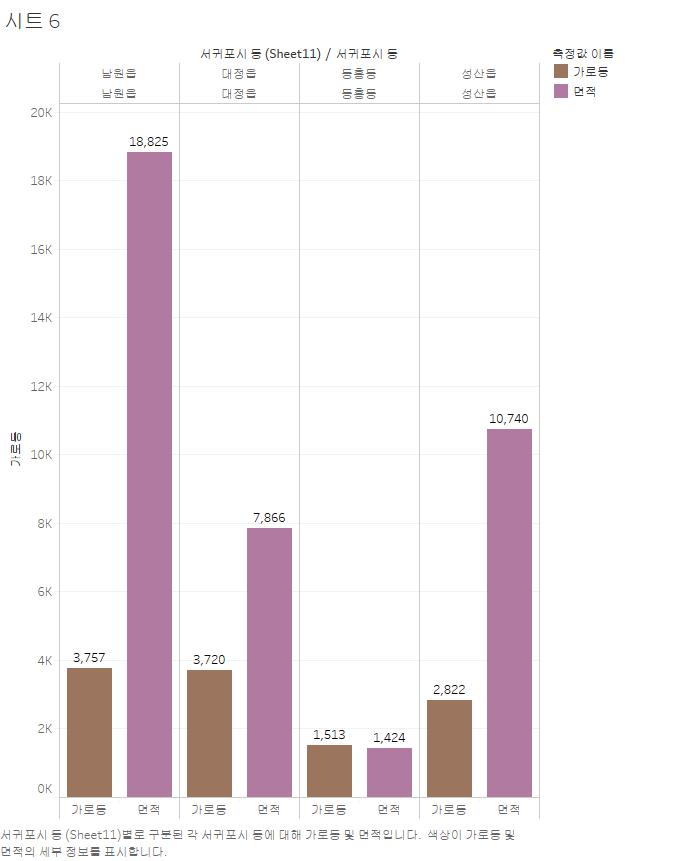 시트 6
서귀포시 동 (Sheet11) / 서귀포시 동
측정값 이름
남원읍 대정읍 동홍동 성산읍
가로등
남원읍 대정읍 동홍동 성산읍
면적
20K
18,825
18K
16K
14K
12K
10,740
가로등
10K
8K
7,866
6K
4K
3,757 3,720
2,822
2K
1,513 1,424
0K
가로등 면적 가로등 면적 가로등 면적 가로등 면적
서귀포시 동 (Sheet11)별로 구분된 각 서귀포시 동에 대해 가로등 및 면적입니다. 색상이 가로등 및
면적의 세부 정보를 표시합니다.